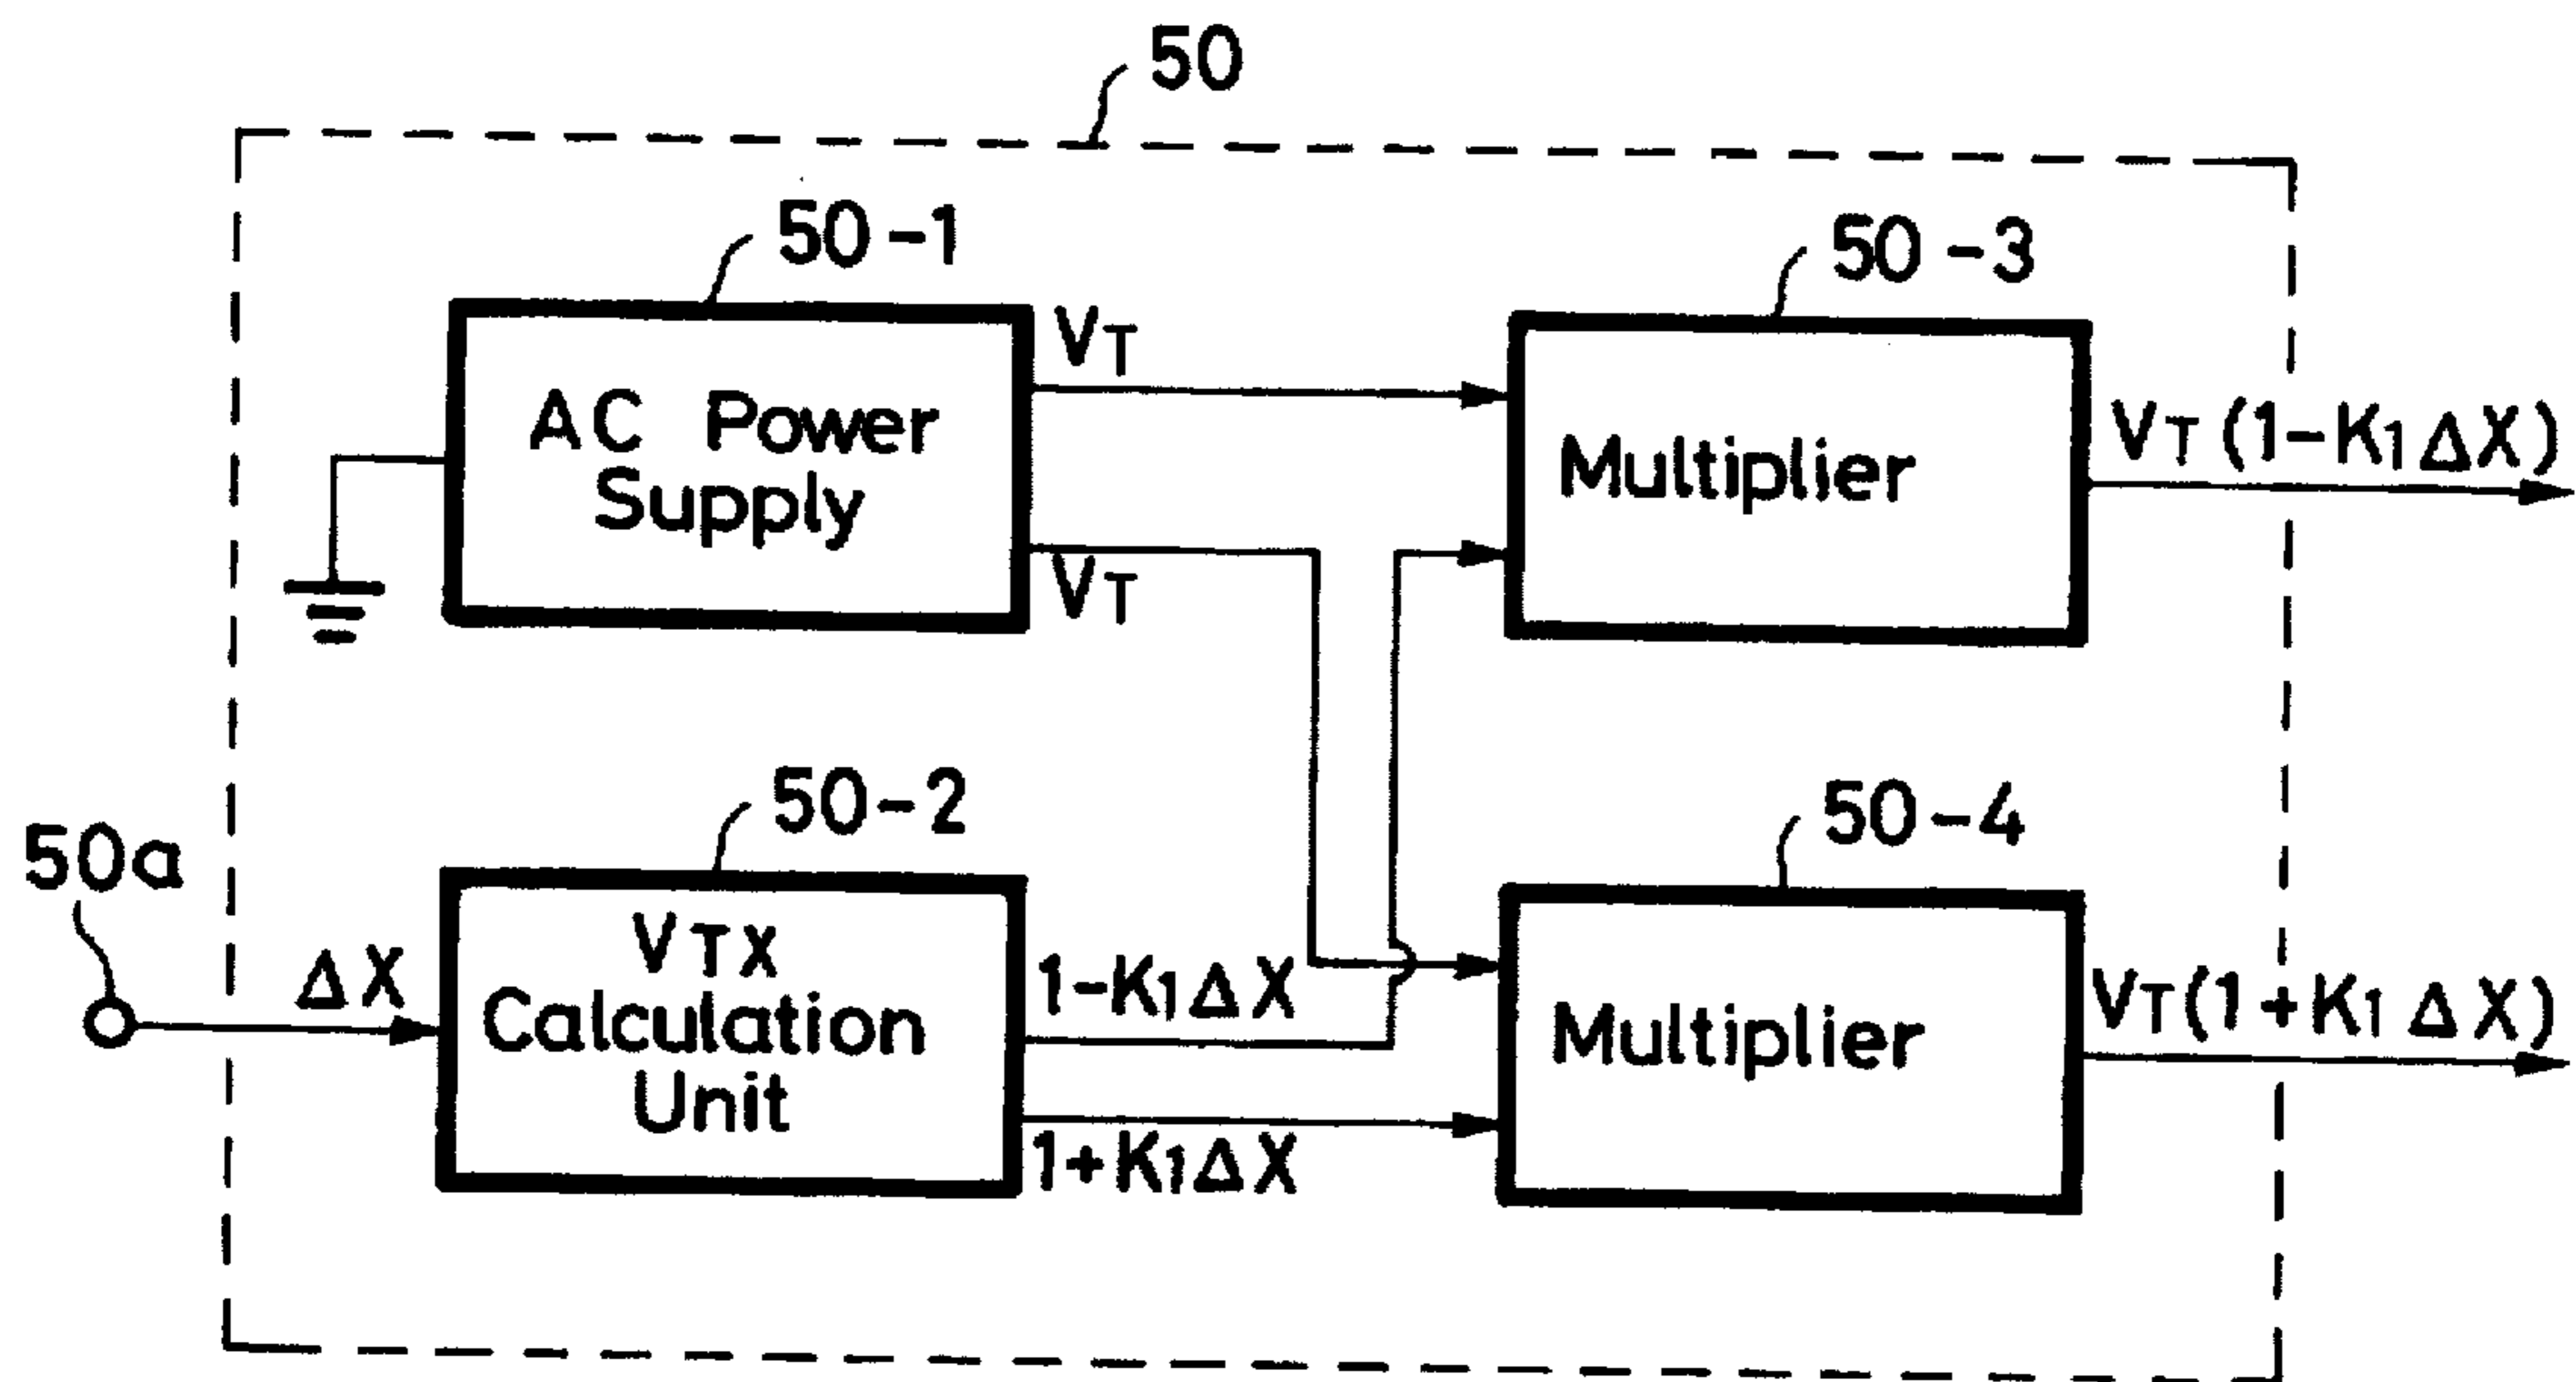 50
50-1
50-3
VT
AC Power
Supply
Multiplier
VT(1-K1ΔX)
VT
50-2
50-4
50a
ΔX
VTX
Calculation
Unit
1-K1ΔX
Multiplier
VT(1+K1ΔX)
1+K1ΔX